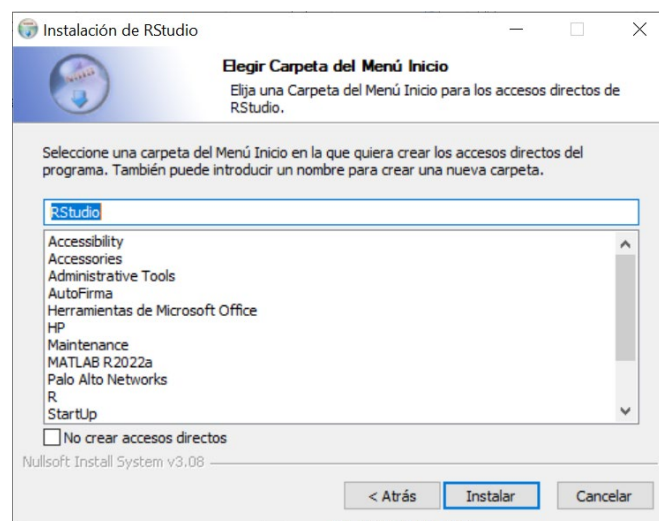 Instalación de RStudio
Elegir Carpeta del Menú Inicio
Elija una Carpeta del Menú Inicio para los accesos directos de
RStudio.
Seleccione una carpeta del Menú Inicio en la que quiera crear los accesos directos del
programa. También puede introducir un nombre para crear una nueva carpeta.
RStudio
Accessibility
Accessories
Administrative Tools
AutoFirma
Herramientas de Microsoft Office
HP
Maintenance
MATLAB R2022a
Palo Alto Networks
R
StartUp
No crear accesos directos
Nullsoft Install System v3.08
< Atrás
Instalar
Cancelar